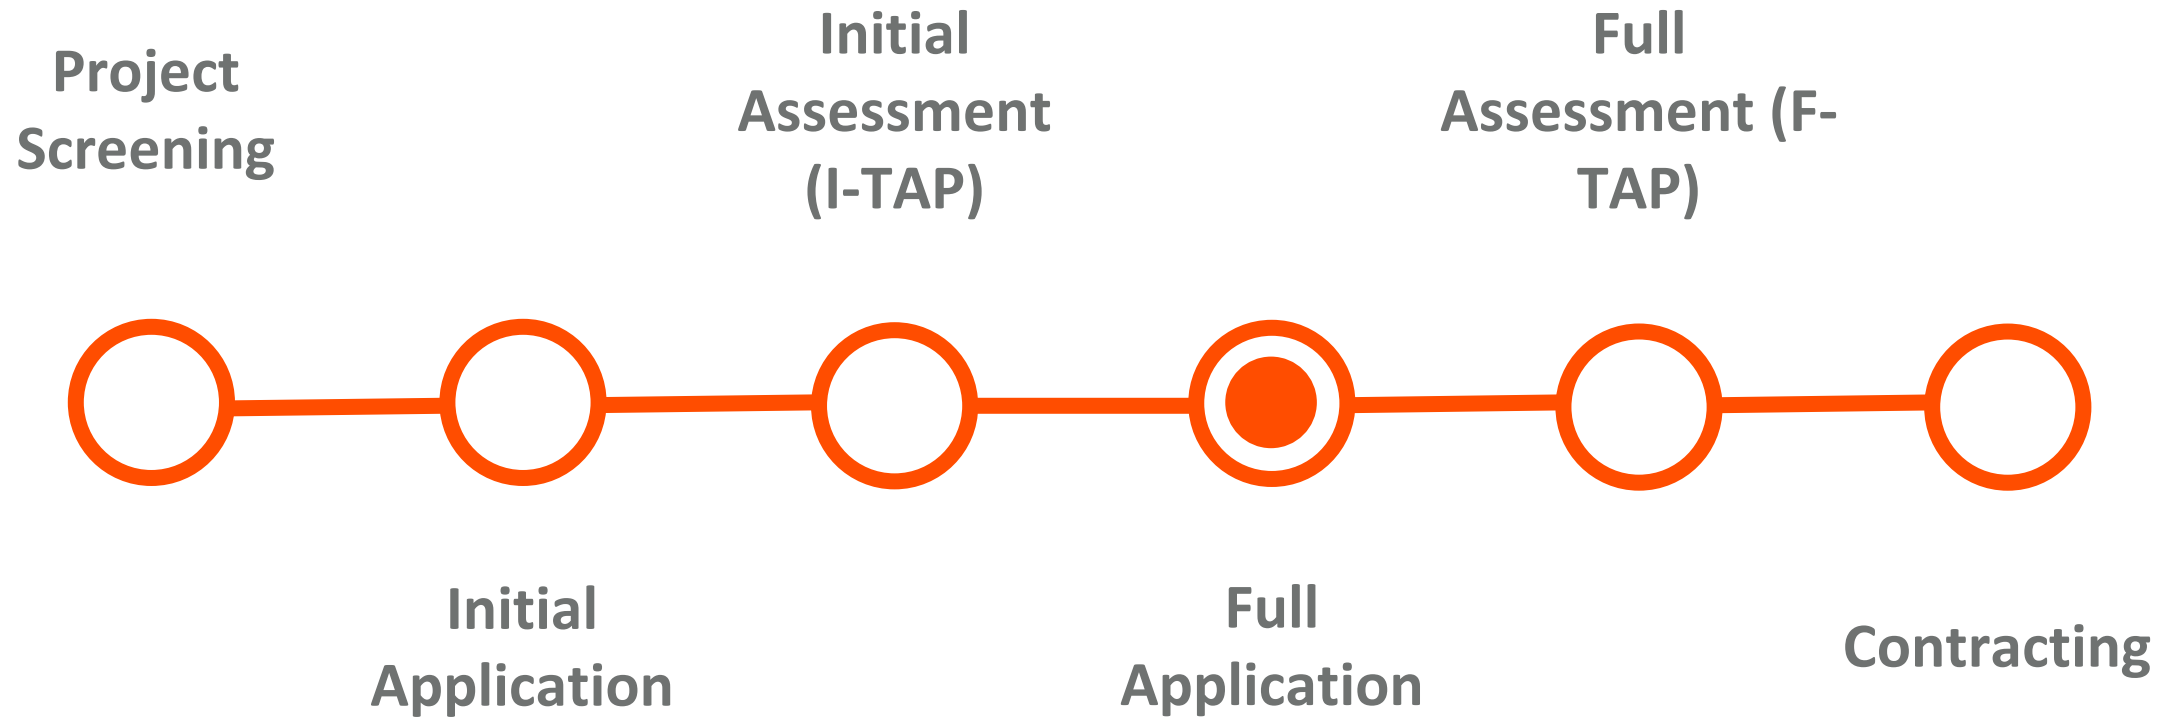 Project
Screening
Initial
Application
Initial
Assessment
(I-TAP)
Full
Application
Full
Assessment (F-
TAP)
Contracting